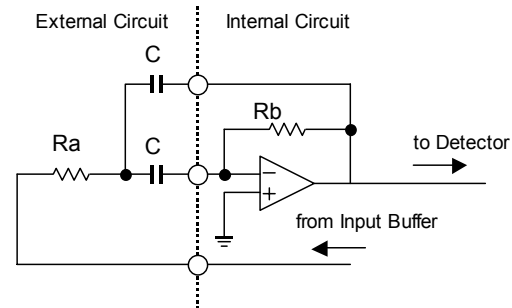 External Circuit
Internal Circuit
C
Rb
Ra
C
to Detector
−
+
from Input Buffer